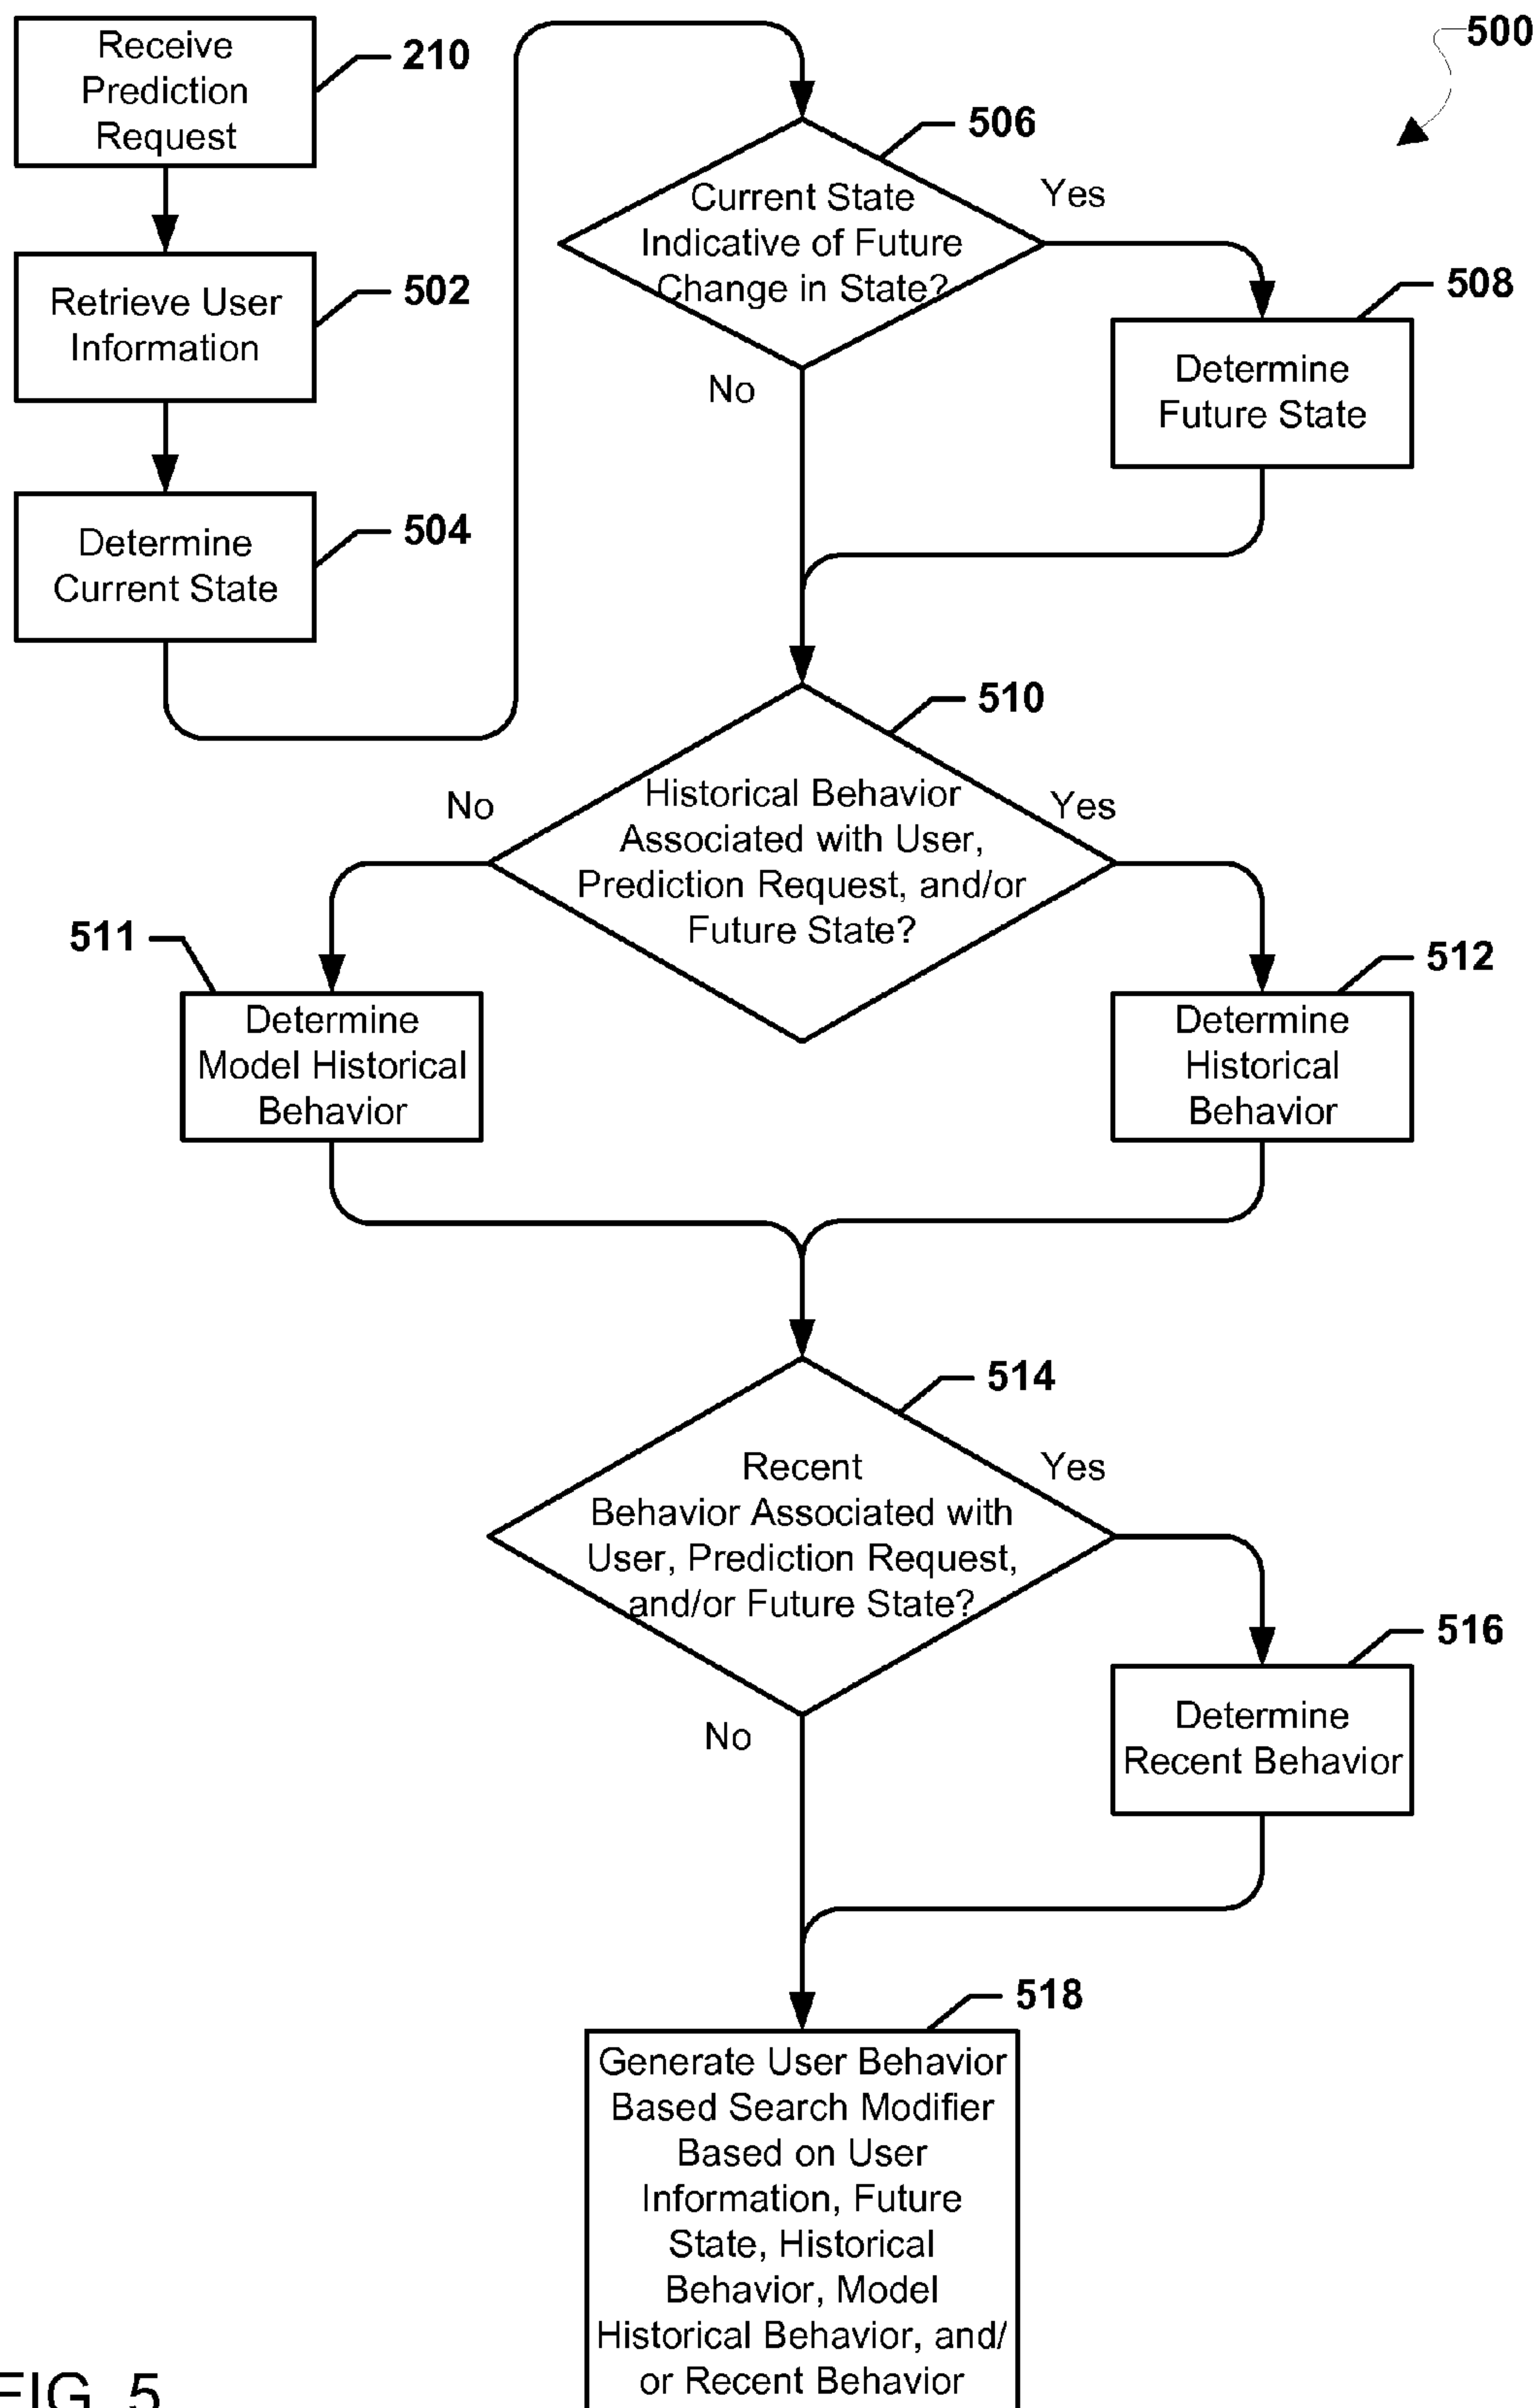 Receive
Prediction
Request
210
Retrieve User
Information
502
Determine
Current State
504
500
506
Current State
Indicative of Future
Change in State?
Yes
No
508
Determine
Future State
510
Historical Behavior
Associated with User,
Prediction Request, and/or
Future State?
No
Yes
511
Determine
Model Historical
Behavior
512
Determine
Historical
Behavior
514
Recent
Behavior Associated with
User, Prediction Request,
and/or Future State?
Yes
No
516
Determine
Recent Behavior
518
Generate User Behavior
Based Search Modifier
Based on User
Information, Future
State, Historical
Behavior, Model
Historical Behavior, and/
or Recent Behavior
FIG. 5